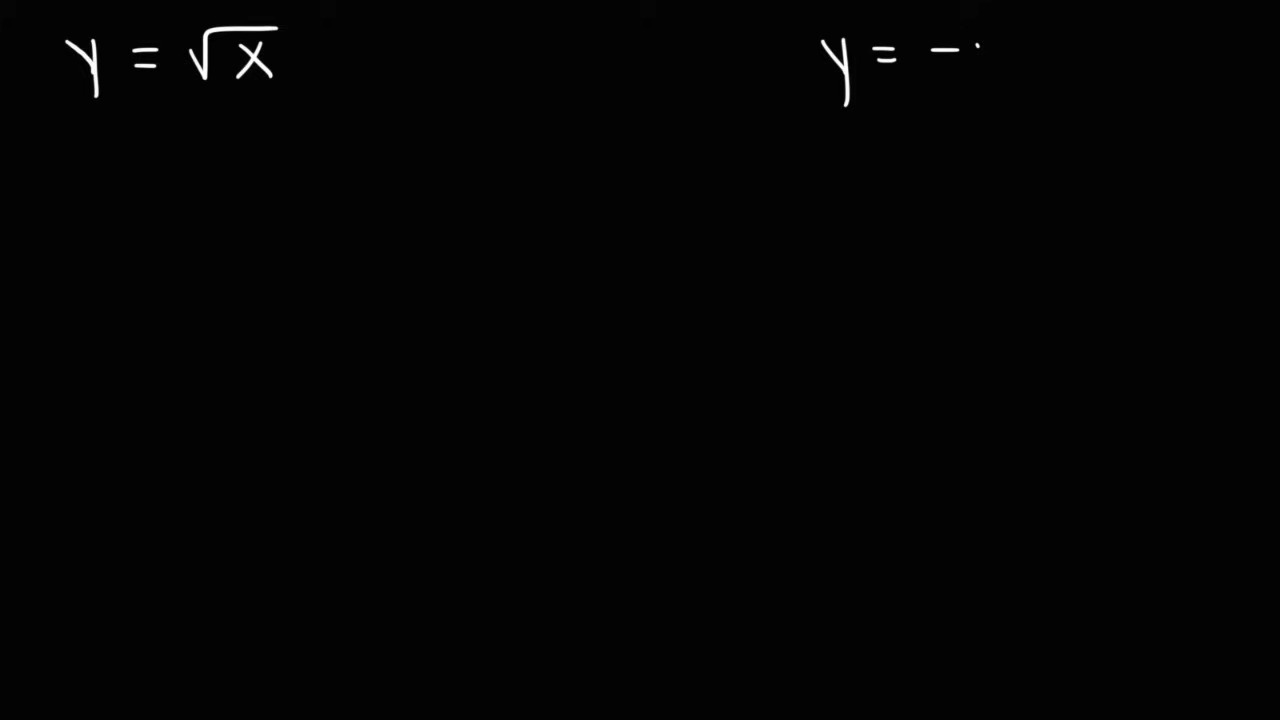 y = √x
y = -